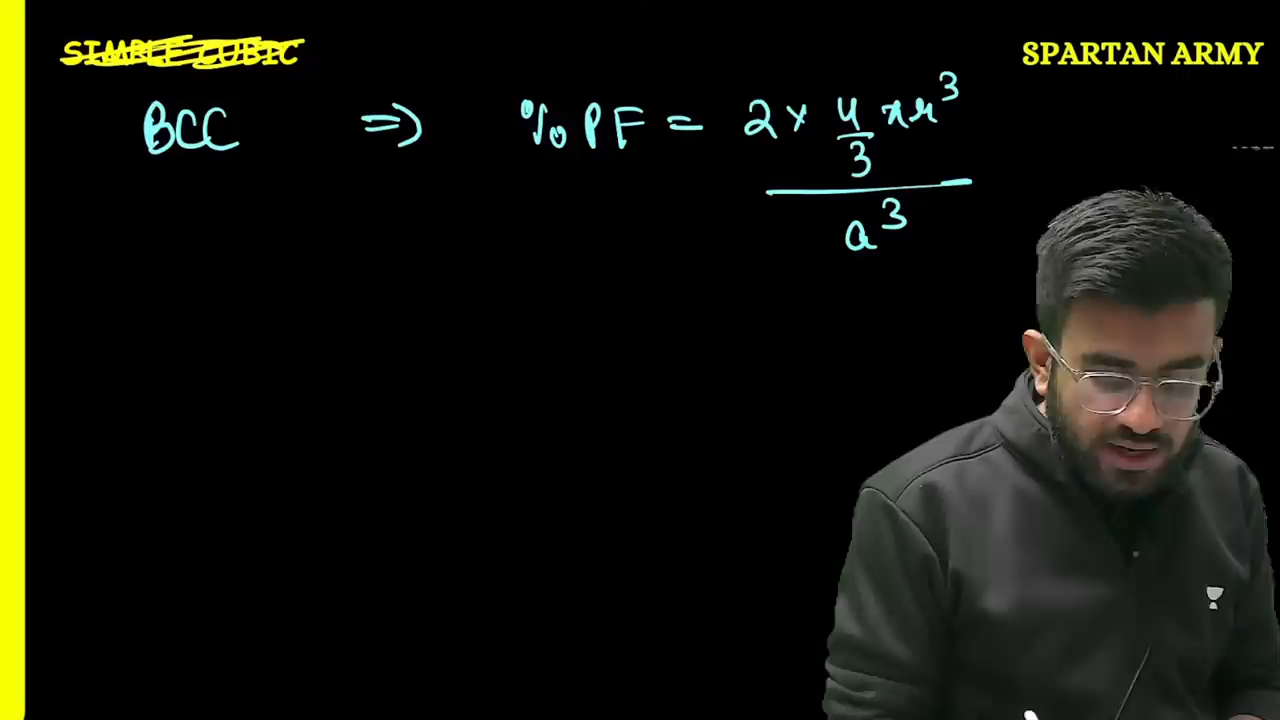 SIMPLE CUBIC
SPARTAN ARMY
BCC ⇒ % PF = 2 × 4/3 πr³
a³